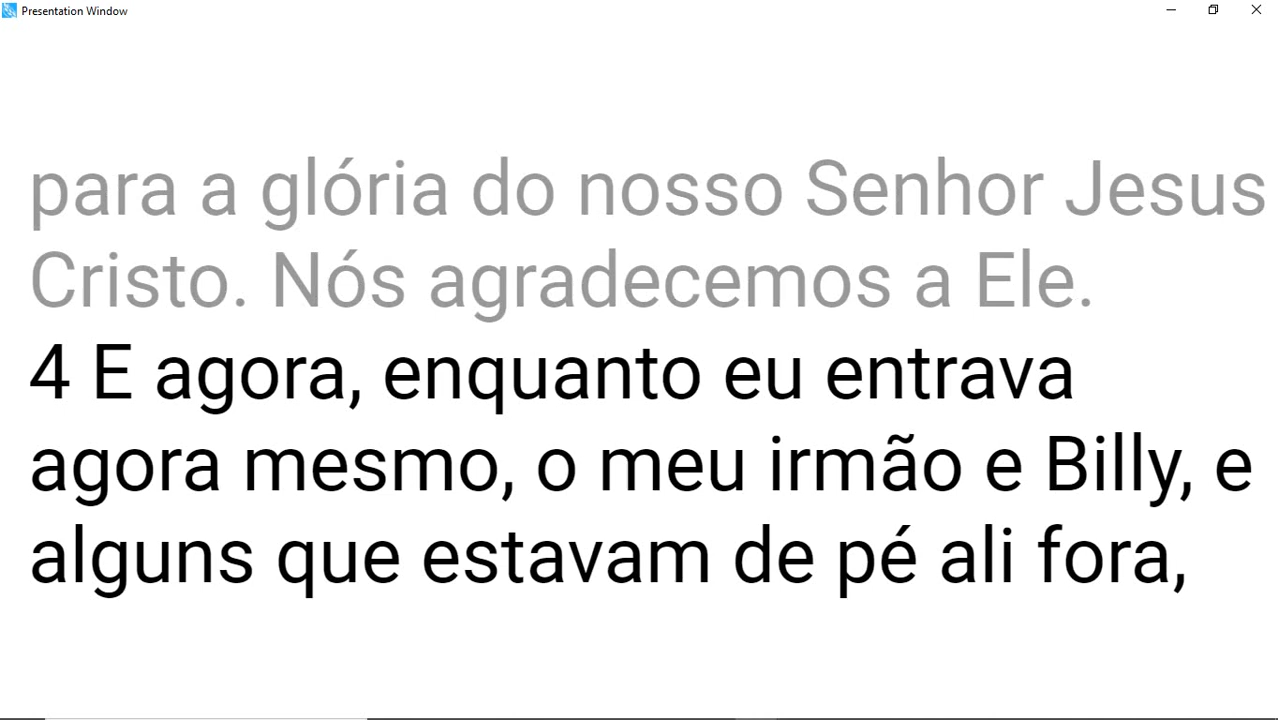 Presentation Window
para a glória do nosso Senhor Jesus
Cristo. Nós agradecemos a Ele.
4 E agora, enquanto eu entrava
agora mesmo, o meu irmão e Billy, e
alguns que estavam de pé ali fora,